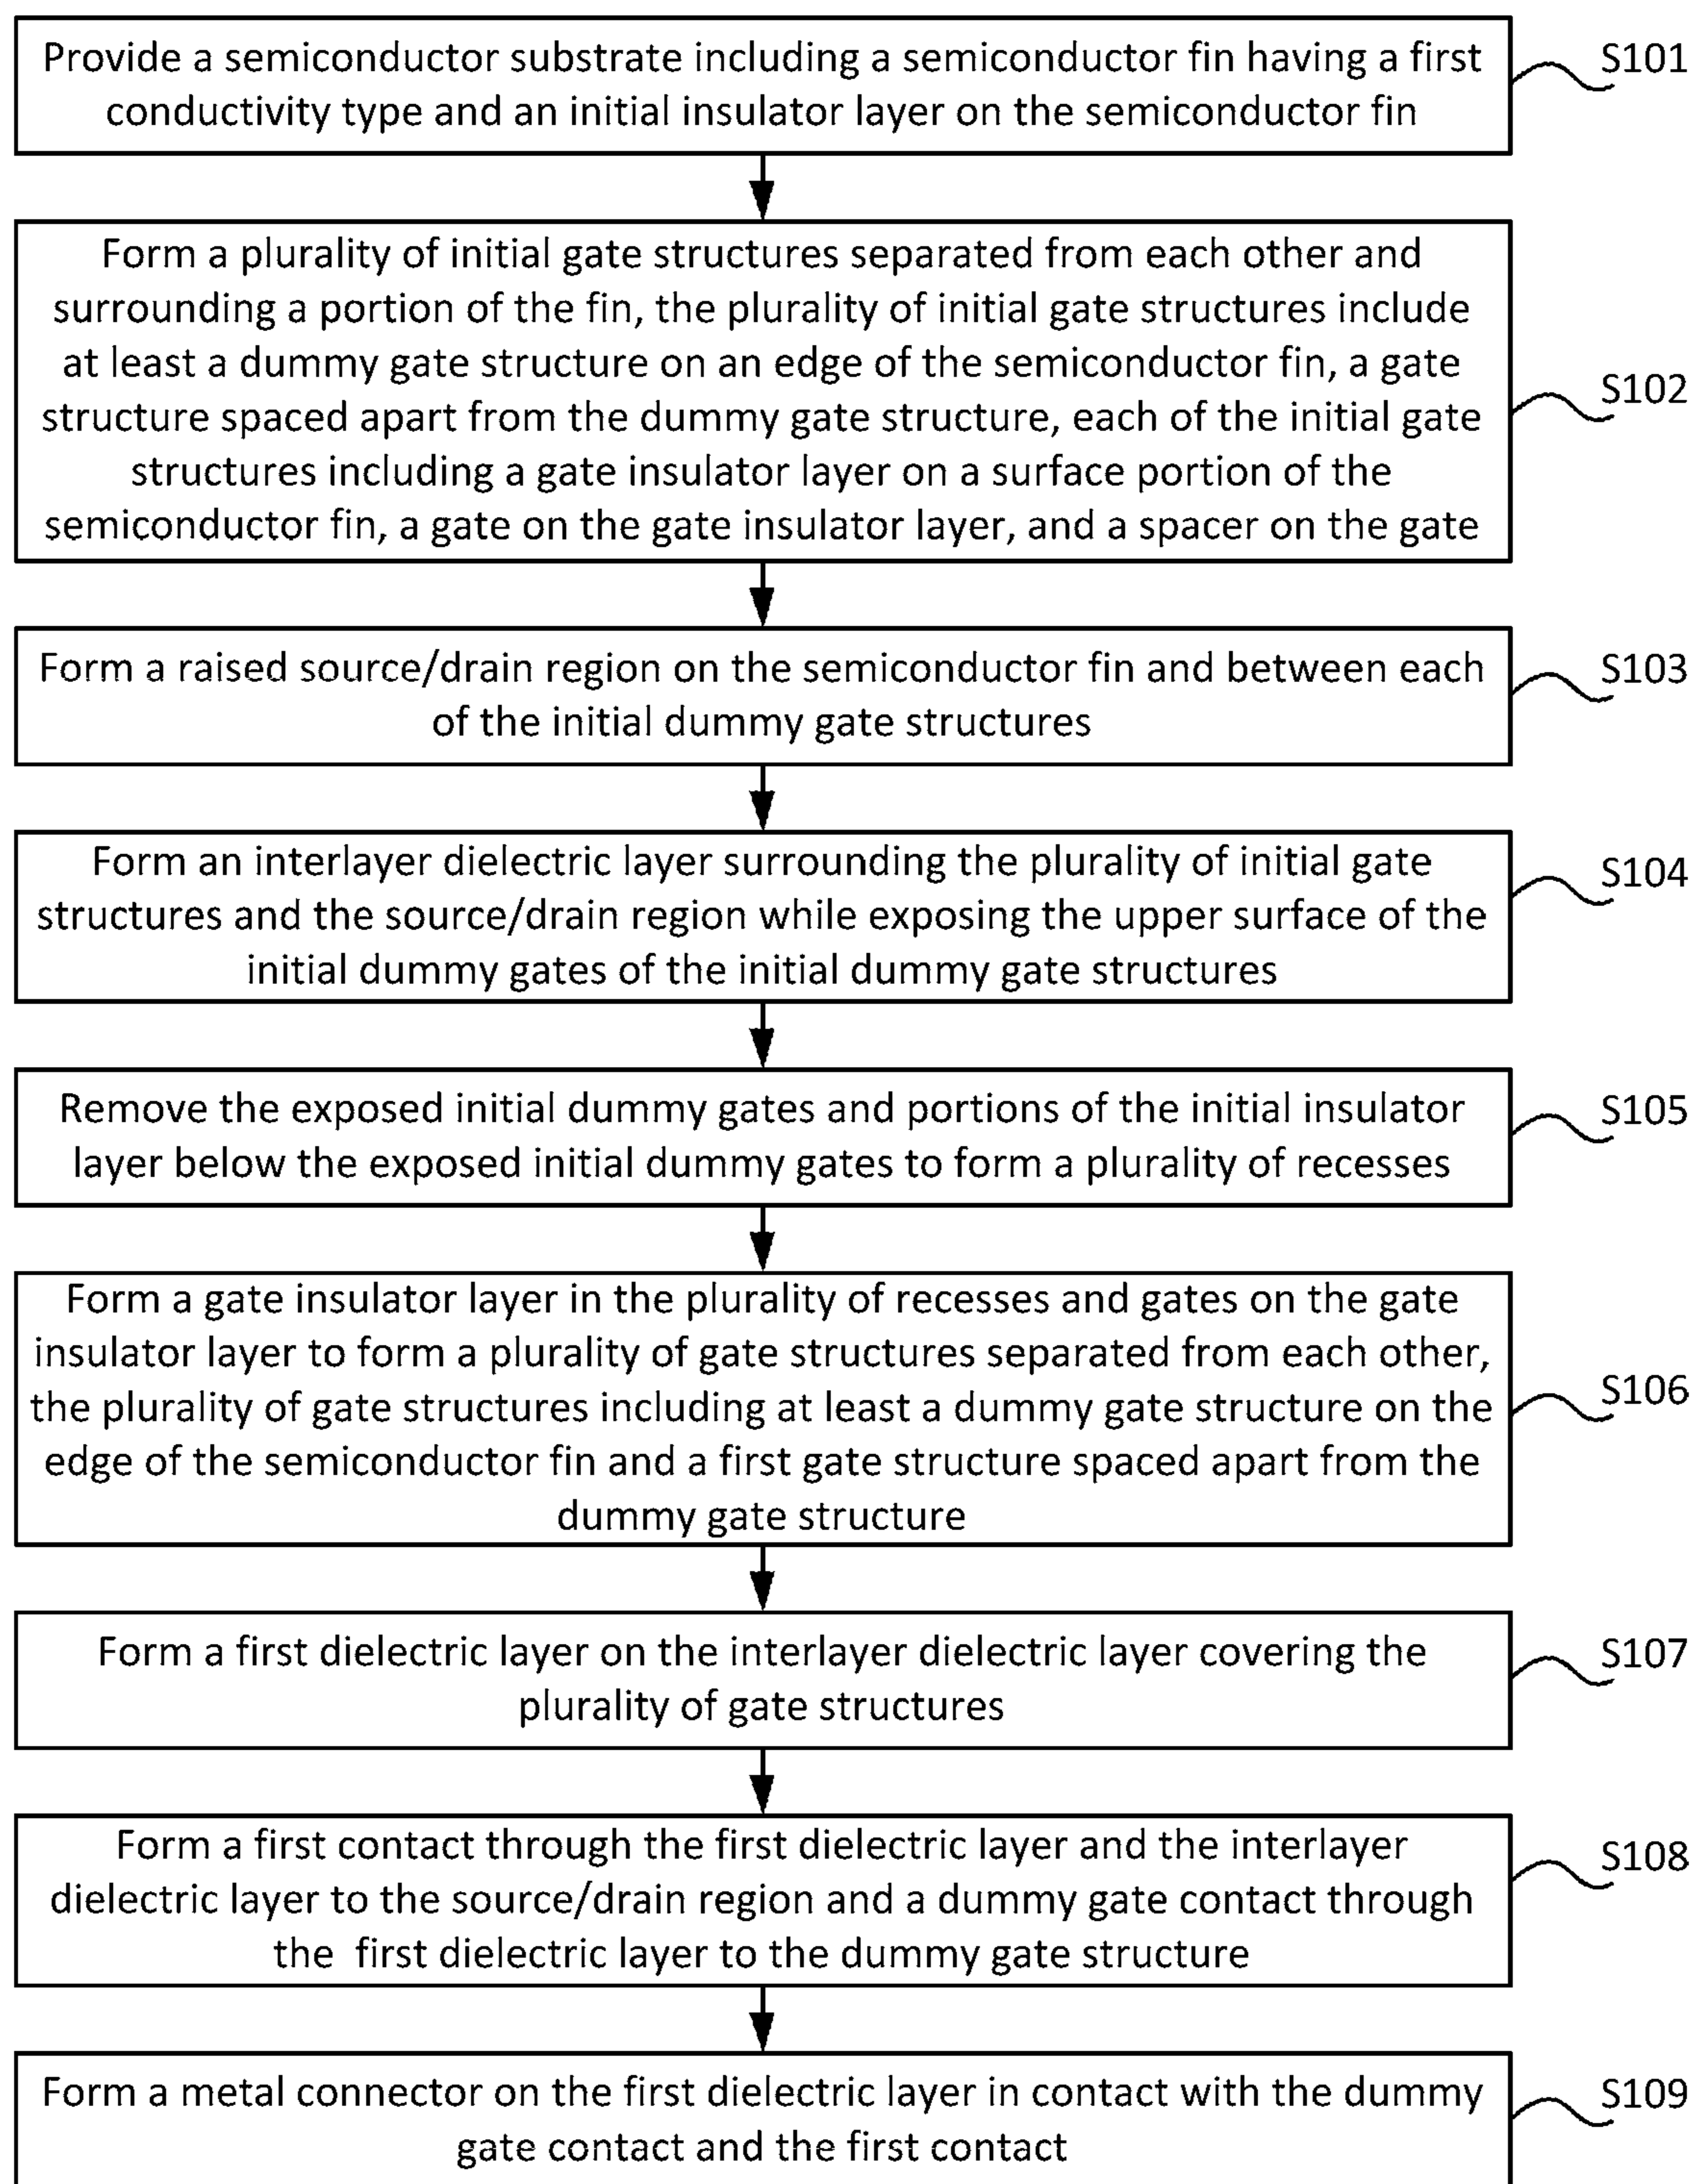 Provide a semiconductor substrate including a semiconductor fin having a first
conductivity type and an initial insulator layer on the semiconductor fin
S101
Form a plurality of initial gate structures separated from each other and
surrounding a portion of the fin, the plurality of initial gate structures include
at least a dummy gate structure on an edge of the semiconductor fin, a gate
structure spaced apart from the dummy gate structure, each of the initial gate
structures including a gate insulator layer on a surface portion of the
semiconductor fin, a gate on the gate insulator layer, and a spacer on the gate
S102
Form a raised source/drain region on the semiconductor fin and between each
of the initial dummy gate structures
S103
Form an interlayer dielectric layer surrounding the plurality of initial gate
structures and the source/drain region while exposing the upper surface of the
initial dummy gates of the initial dummy gate structures
S104
Remove the exposed initial dummy gates and portions of the initial insulator
layer below the exposed initial dummy gates to form a plurality of recesses
S105
Form a gate insulator layer in the plurality of recesses and gates on the gate
insulator layer to form a plurality of gate structures separated from each other,
the plurality of gate structures including at least a dummy gate structure on the
edge of the semiconductor fin and a first gate structure spaced apart from the
dummy gate structure
S106
Form a first dielectric layer on the interlayer dielectric layer covering the
plurality of gate structures
S107
Form a first contact through the first dielectric layer and the interlayer
dielectric layer to the source/drain region and a dummy gate contact through
the first dielectric layer to the dummy gate structure
S108
Form a metal connector on the first dielectric layer in contact with the dummy
gate contact and the first contact
S109